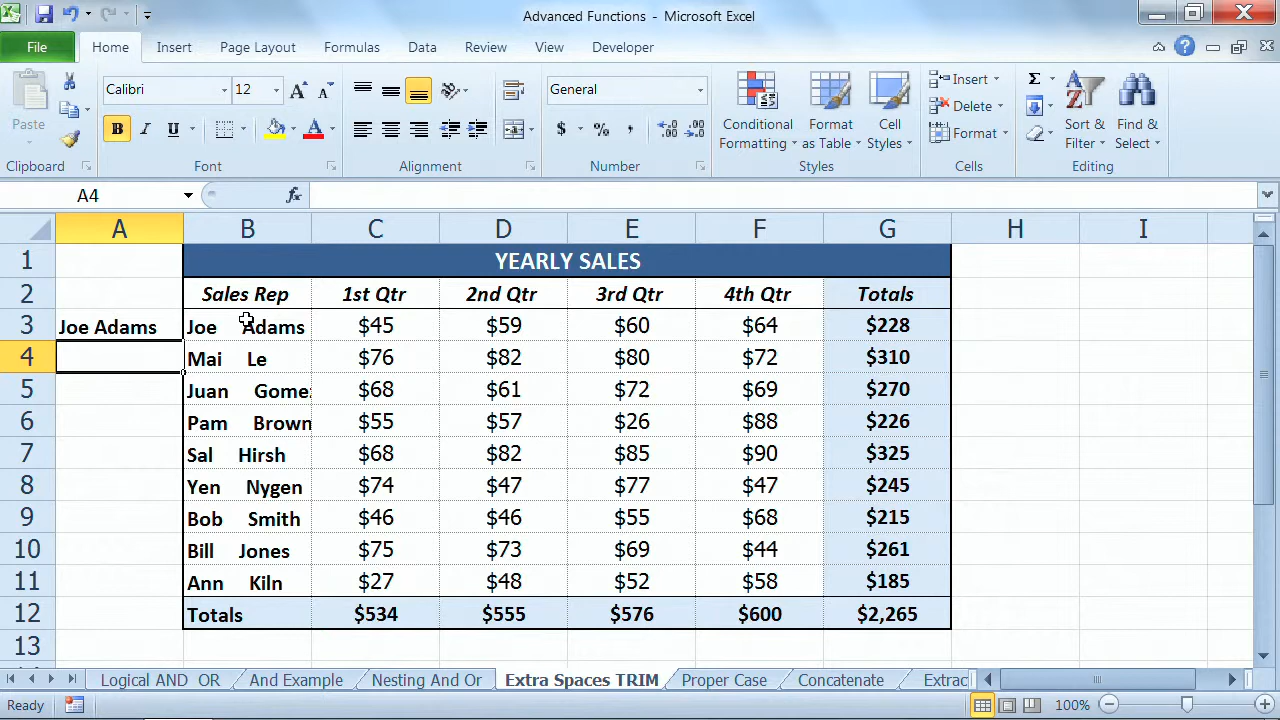 Advanced Functions - Microsoft Excel
File Home Insert Page Layout Formulas Data Review View Developer
Paste
Calibri 12 A A
B I U A
General
$ % ,
Conditional Formatting
Format as Table
Cell Styles
Insert
Delete
Format
Σ
Sort & Filter
Find & Select
Clipboard Font Alignment Number Styles Cells Editing
A4 fx
A B C D E F G H I
1 YEARLY SALES
2 Sales Rep 1st Qtr 2nd Qtr 3rd Qtr 4th Qtr Totals
3 Joe Adams Joe Adams $45 $59 $60 $64 $228
4 Mai Le $76 $82 $80 $72 $310
5 Juan Gome $68 $61 $72 $69 $270
6 Pam Brown $55 $57 $26 $88 $226
7 Sal Hirsh $68 $82 $85 $90 $325
8 Yen Nygen $74 $47 $77 $47 $245
9 Bob Smith $46 $46 $55 $68 $215
10 Bill Jones $75 $73 $69 $44 $261
11 Ann Kiln $27 $48 $52 $58 $185
12 Totals $534 $555 $576 $600 $2,265
13
Logical AND OR And Example Nesting And Or Extra Spaces TRIM Proper Case Concatenate Extrac
Ready 100%